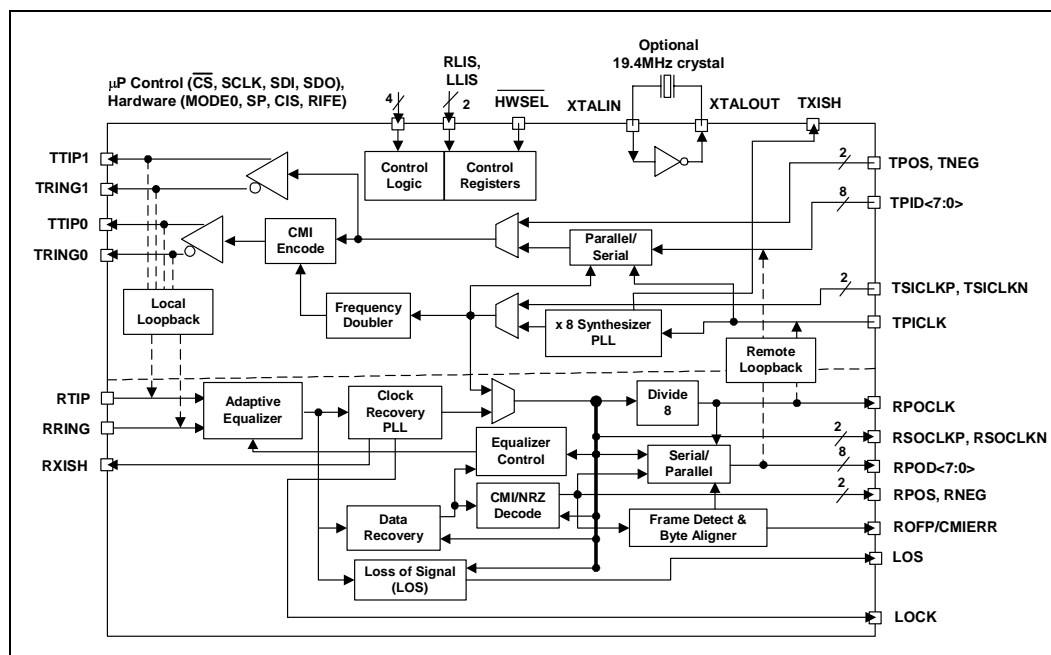 Optional
19.4MHz crystal
μP Control (CS, SCLK, SDI, SDO),
Hardware (MODE0, SP, CIS, RIFE)
RLIS,
LLIS
HWSEL
XTALIN
XTALOUT
TXISH
4
2
TTIP1
TRING1
TTIP0
TRING0
Control
Logic
Control
Registers
2
TPOS, TNEG
8
TPID<7:0>
CMI
Encode
Parallel/
Serial
Local
Loopback
Frequency
Doubler
x 8 Synthesizer
PLL
2
TSICLKP, TSICLKN
TPICLK
Remote
Loopback
RTIP
RRING
RXISH
Adaptive
Equalizer
Clock
Recovery
PLL
Divide
8
RPOCLK
Equalizer
Control
Serial/
Parallel
2
RSOCLKP, RSOCLKN
8
RPOD<7:0>
CMI/NRZ
Decode
2
RPOS, RNEG
Data
Recovery
Frame Detect &
Byte Aligner
ROFP/CMIERR
Loss of Signal
(LOS)
LOS
LOCK